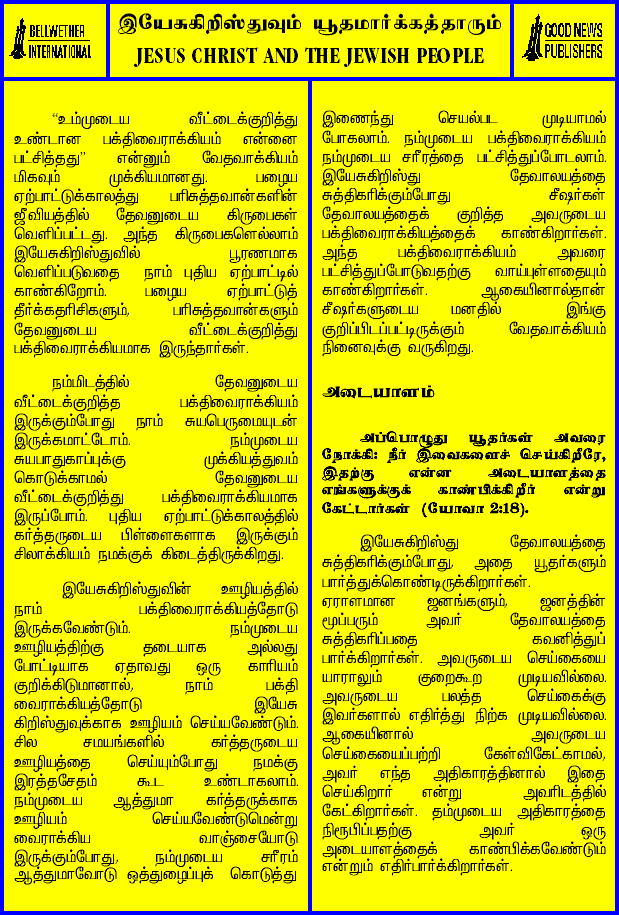 BELLWETHER
INTERNATIONAL
இயேசுகிறிஸ்துவும் யூதமார்க்கத்தாரும்
JESUS CHRIST AND THE JEWISH PEOPLE
GOOD NEWS
PUBLISHERS
“உம்முடைய வீட்டைக்குறித்து
உண்டான பக்திவைராக்கியம் என்னை
பட்சித்தது” என்னும் வேதவாக்கியம்
மிகவும் முக்கியமானது. பழைய
ஏற்பாட்டுக்காலத்து பரிசுத்தவான்களின்
ஜீவியத்தில் தேவனுடைய கிருபைகள்
வெளிப்பட்டது. அந்த கிருபைகளெல்லாம்
இயேசுகிறிஸ்துவில் பூரணமாக
வெளிப்படுவதை நாம் புதிய ஏற்பாட்டில்
காண்கிறோம். பழைய ஏற்பாட்டுத்
தீர்க்கதரிசிகளும், பரிசுத்தவான்களும்
தேவனுடைய வீட்டைக்குறித்து
பக்திவைராக்கியமாக இருந்தார்கள்.
நம்மிடத்தில் தேவனுடைய
வீட்டைக்குறித்த பக்திவைராக்கியம்
இருக்கும்போது நாம் சுயபெருமையுடன்
இருக்கமாட்டோம். நம்முடைய
சுயபாதுகாப்புக்கு முக்கியத்துவம்
கொடுக்காமல் தேவனுடைய
வீட்டைக்குறித்து பக்திவைராக்கியமாக
இருப்போம். புதிய ஏற்பாட்டுக்காலத்தில்
கர்த்தருடைய பிள்ளைகளாக இருக்கும்
சிலாக்கியம் நமக்குக் கிடைத்திருக்கிறது.
இயேசுகிறிஸ்துவின் ஊழியத்தில்
நாம் பக்திவைராக்கியத்தோடு
இருக்கவேண்டும். நம்முடைய
ஊழியத்திற்கு தடையாக அல்லது
போட்டியாக ஏதாவது ஒரு காரியம்
குறிக்கிடுமானால், நாம் பக்தி
வைராக்கியத்தோடு இயேசு
கிறிஸ்துவுக்காக ஊழியம் செய்யவேண்டும்.
சில சமயங்களில் கர்த்தருடைய
ஊழியத்தை செய்யும்போது நமக்கு
இரத்தசேதம் கூட உண்டாகலாம்.
நம்முடைய ஆத்துமா கர்த்தருக்காக
ஊழியம் செய்யவேண்டுமென்று
வைராக்கிய வாஞ்சையோடு
இருக்கும்போது, நம்முடைய சரீரம்
ஆத்துமாவோடு ஒத்துழைப்புக் கொடுத்து
இணைந்து செயல்பட முடியாமல்
போகலாம். நம்முடைய பக்திவைராக்கியம்
நம்முடைய சரீரத்தை பட்சித்துப்போடலாம்.
இயேசுகிறிஸ்து தேவாலயத்தை
சுத்திகரிக்கும்போது சீஷர்கள்
தேவாலயத்தைக் குறித்த அவருடைய
பக்திவைராக்கியத்தைக் காண்கிறார்கள்.
அந்த பக்திவைராக்கியம் அவரை
பட்சித்துப்போடுவதற்கு வாய்புள்ளதையும்
காண்கிறார்கள். ஆகையினால்தான்
சீஷர்களுடைய மனதில் இங்கு
குறிப்பிடப்பட்டிருக்கும் வேதவாக்கியம்
நினைவுக்கு வருகிறது.
அடையாளம்
அப்பொழுது யூதர்கள் அவரை
நோக்கி: நீர் இவைகளைச் செய்கிறீரே,
இதற்கு என்ன அடையாளத்தை
எங்களுக்குக் காண்பிக்கிறீர் என்று
கேட்டார்கள் (யோவா 2:18).
இயேசுகிறிஸ்து தேவாலயத்தை
சுத்திகரிக்கும்போது, அதை யூதர்களும்
பார்த்துக்கொண்டிருக்கிறார்கள்.
ஏராளமான ஜனங்களும், ஜனத்தின்
மூப்பரும் அவர் தேவாலயத்தை
சுத்திகரிப்பதை கவனித்துப்
பார்க்கிறார்கள். அவருடைய செய்கையை
யாராலும் குறைகூற முடியவில்லை.
அவருடைய பலத்த செய்கைக்கு
இவர்களால் எதிர்த்து நிற்க முடியவில்லை.
ஆகையினால் அவருடைய
செய்கையைப்பற்றி கேள்விகேட்காமல்,
அவர் எந்த அதிகாரத்தினால் இதை
செய்கிறார் என்று அவரிடத்தில்
கேட்கிறார்கள். தம்முடைய அதிகாரத்தை
நிரூபிப்பதற்கு அவர் ஒரு
அடையாளத்தைக் காண்பிக்கவேண்டும்
என்றும் எதிர்பார்க்கிறார்கள்.